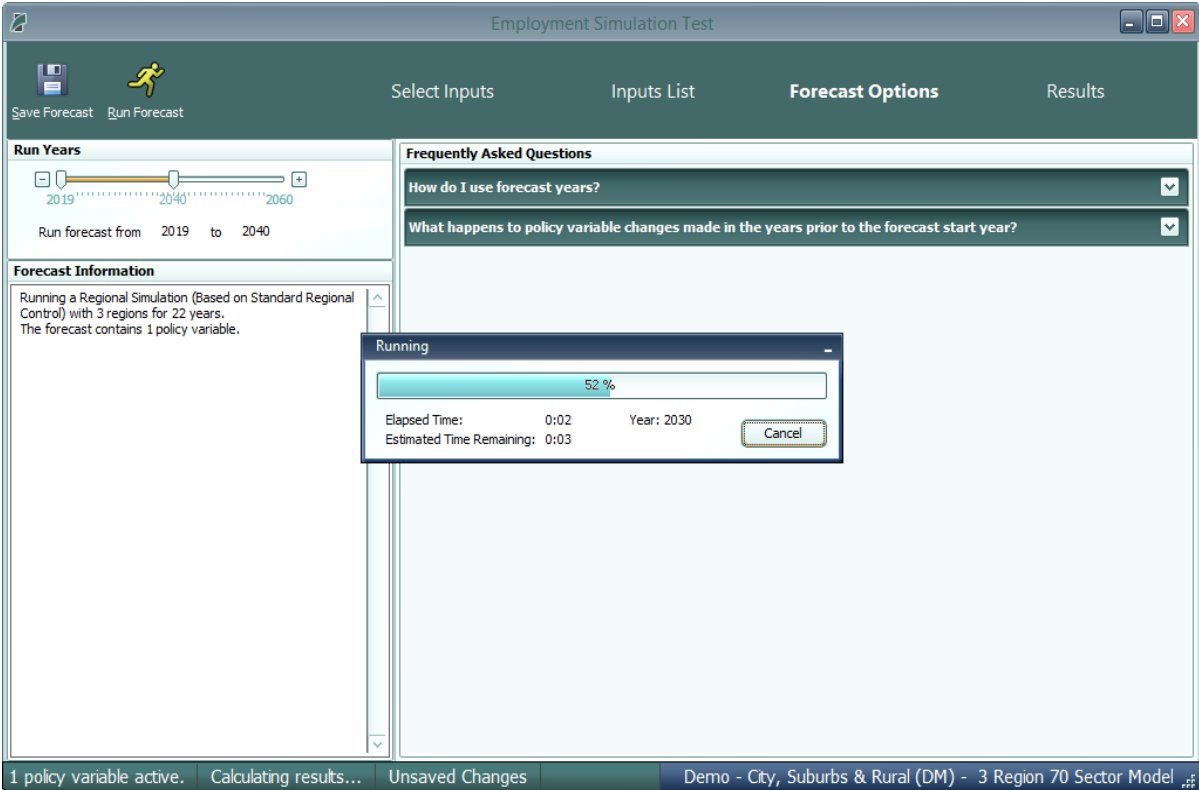 Employment Simulation Test
Save Forecast
Run Forecast
Select Inputs
Inputs List
Forecast Options
Results
Run Years
2019
2040
2060
Run forecast from 2019 to 2040
Forecast Information
Running a Regional Simulation (Based on Standard Regional
Control) with 3 regions for 22 years.
The forecast contains 1 policy variable.
Frequently Asked Questions
How do I use forecast years?
What happens to policy variable changes made in the years prior to the forecast start year?
Running
52 %
Elapsed Time: 0:02 Year: 2030
Estimated Time Remaining: 0:03
Cancel
1 policy variable active.
Calculating results...
Unsaved Changes
Demo - City, Suburbs & Rural (DM) - 3 Region 70 Sector Model